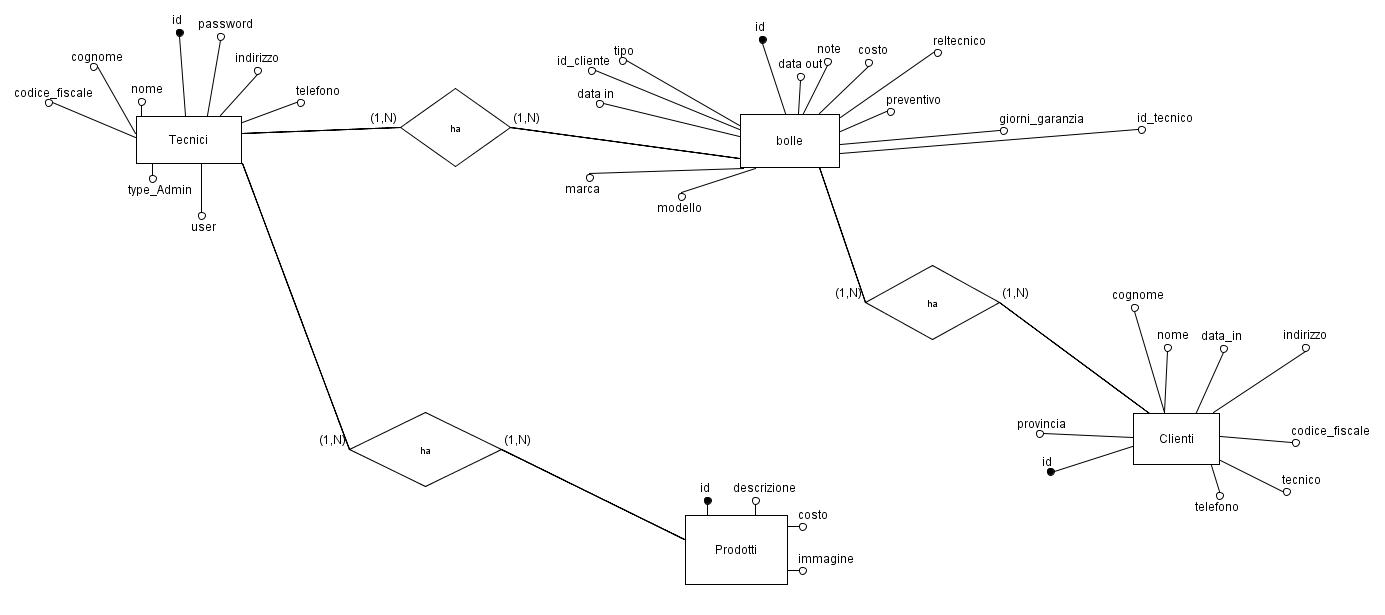 id
password
cognome
indirizzo
codice_fiscale
nome
telefono
Tecnici
type_Admin
user
(1,N)
ha
(1,N)
id
tipo
id_cliente
data in
data out
note
costo
reltecnico
preventivo
giorni_garanzia
id_tecnico
bolle
marca
modello
(1,N)
ha
(1,N)
cognome
nome
data_in
indirizzo
provincia
id
Clienti
codice_fiscale
tecnico
telefono
(1,N)
ha
(1,N)
id
descrizione
costo
Prodotti
immagine